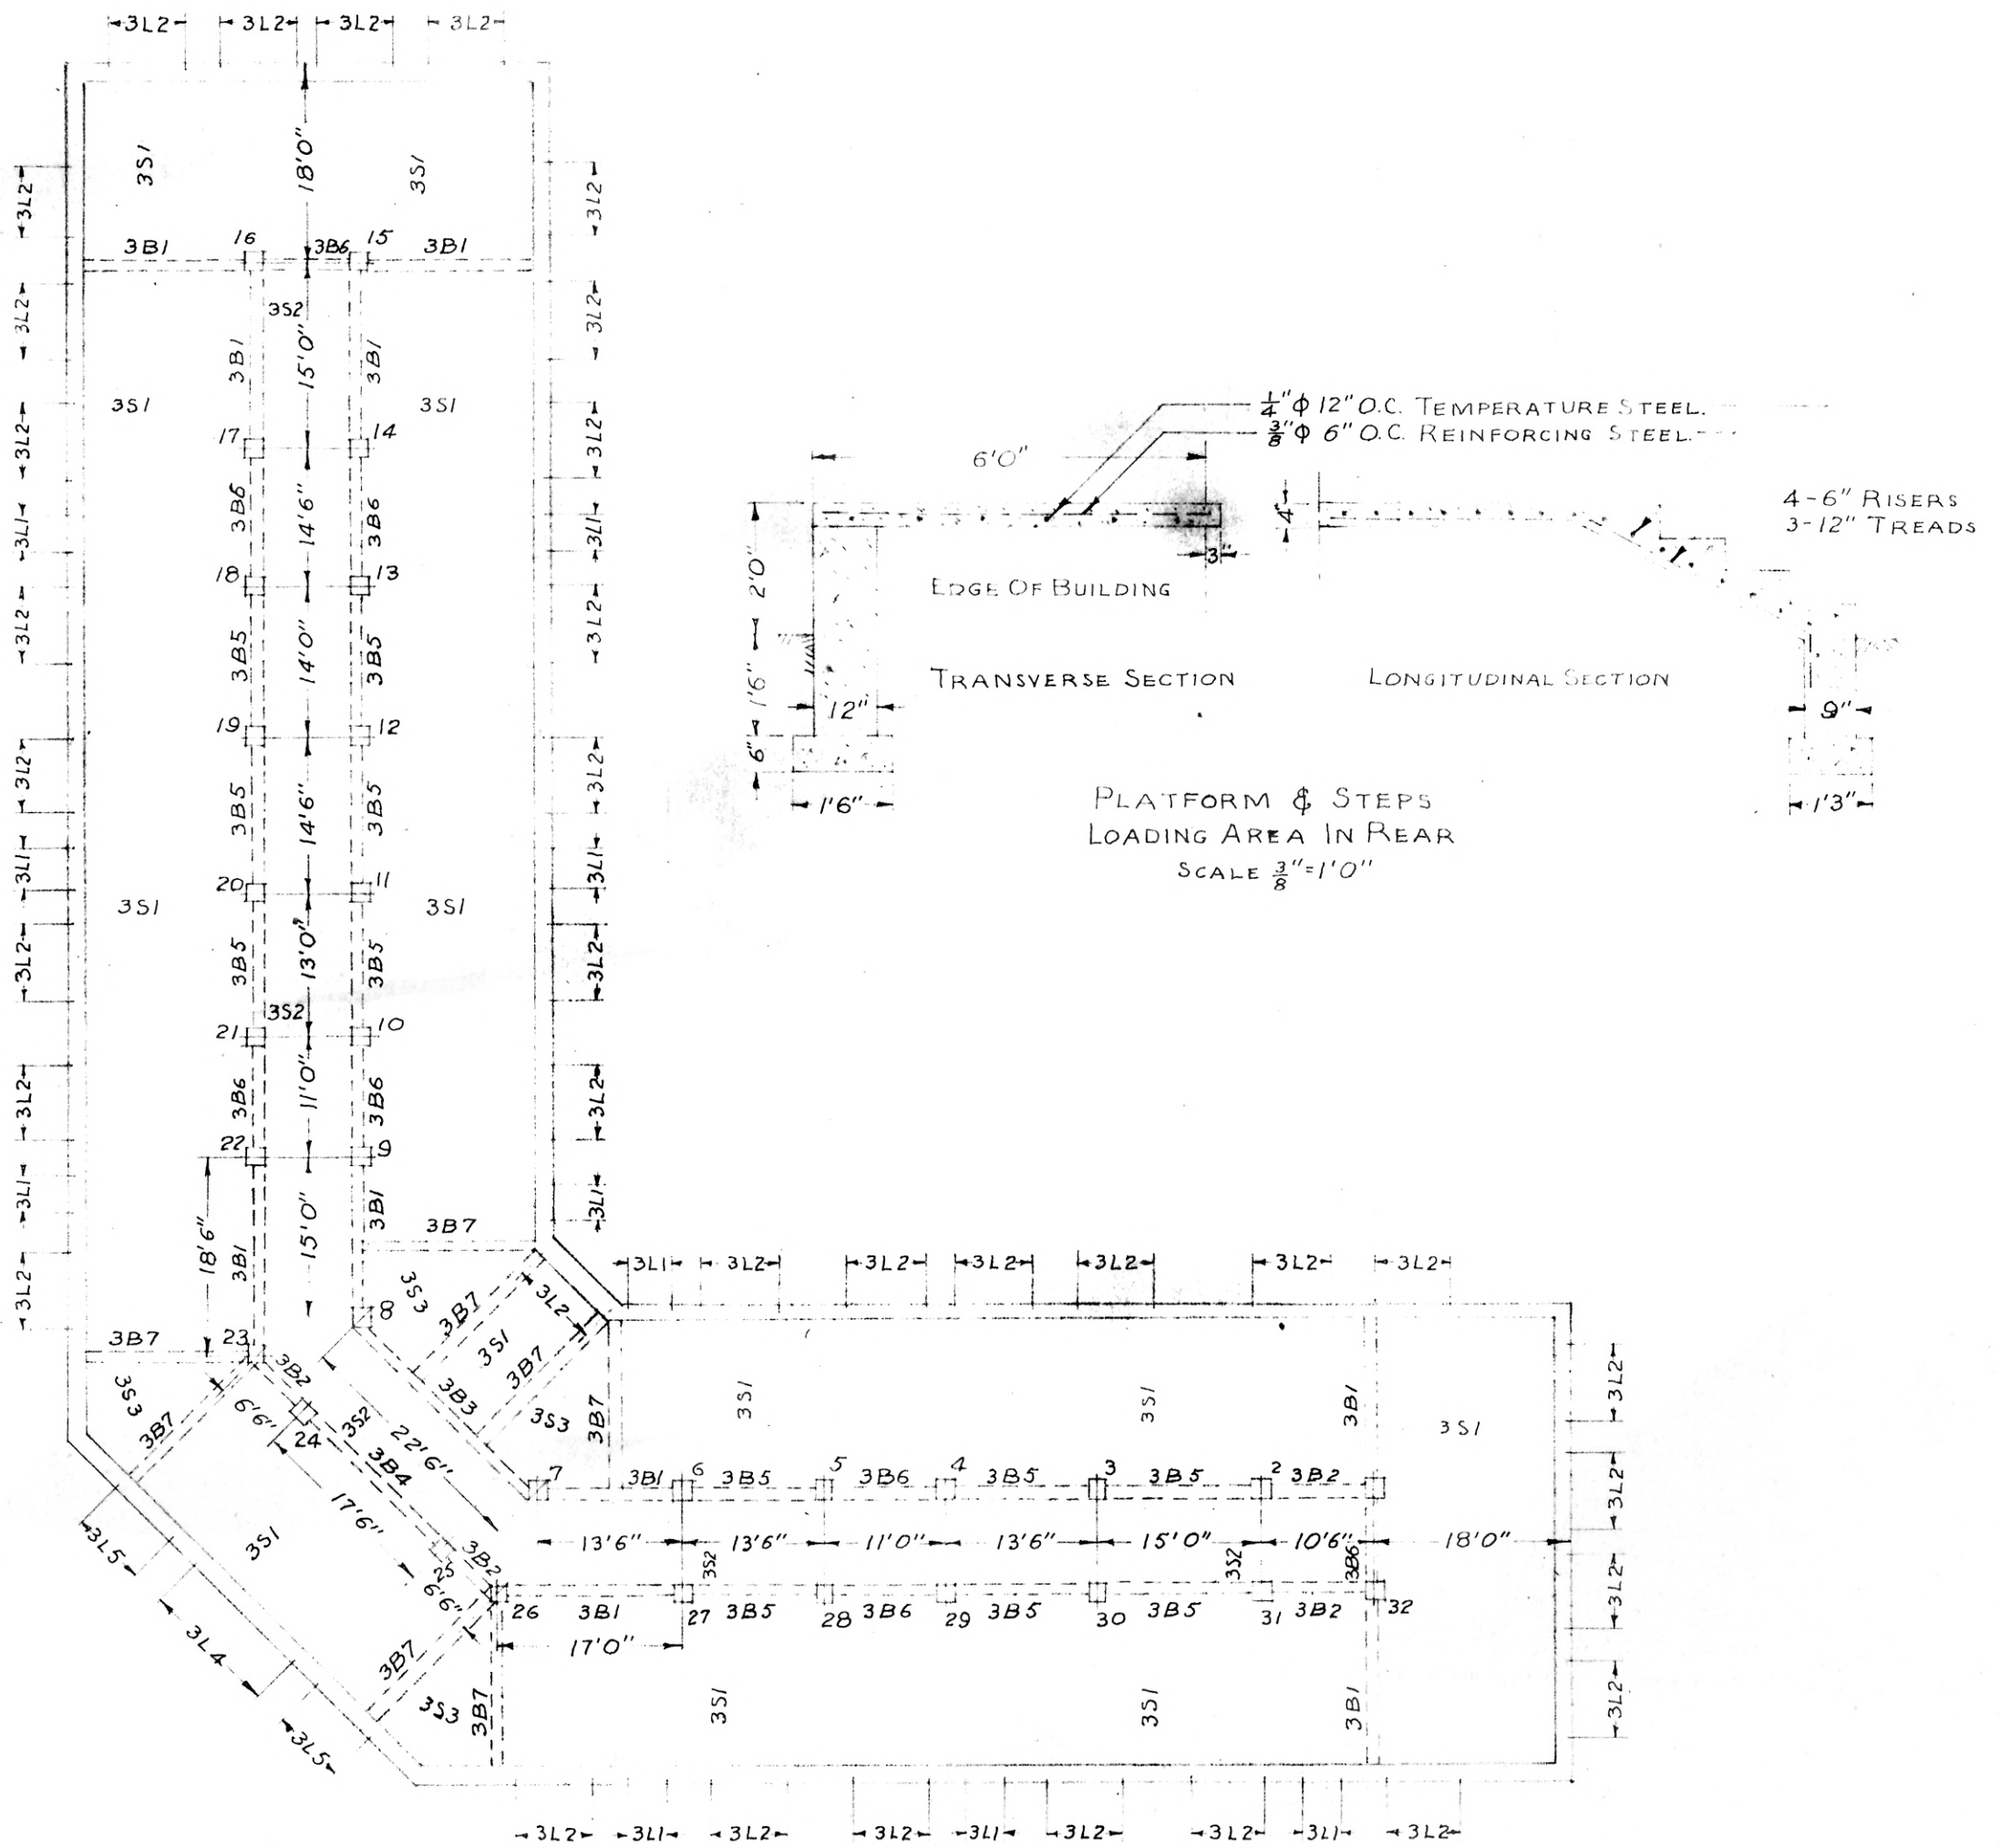 3L2 3L2 3L2 3L2
18'0"
3S1 3S1
3L2 3L2
16 15
3B1 3B6 3B1
3S2
3L2 3L2
3B1 15'0" 3B1
3S1 3S1
3L2 3L2
17 14
3B6 14'6" 3B6
3L1 3L1
18 13
3L2 3B5 14'0" 3B5 3L2
19 12
3L2 3B5 14'6" 3B5 3L2
3L1 3L1
20 11
3S1 3S1
3L2 3B5 13'0" 3B5 3L2
3S2
21 10
3L2 3B6 11'0" 3B6 3L2
22 9
3L1 3L1
18'6" 3B1 15'0" 3B1
3B7
3L2
8
3S3 3B7 3L2
3S1 3B7
3B7 23
3S3 3B7 6'6" 3B2
24 3S2 3B4 22'6" 3B3
3S3 3B7
17'6"
3L5 3S1
25 3B2
6'6"
3L4 3B7
3L5 3S3 3B7
3L1 3L2 3L2 3L2 3L2 3L2 3L2
3S1 3S1 3B1 3S1
3L2
7 3B1 6 3B5 5 3B6 4 3B5 3 3B5 2 3B2
3L2
13'6" 13'6" 11'0" 13'6" 15'0" 10'6" 18'0"
3S2 3S2 3B6
3L2
26 3B1 27 3B5 28 3B6 29 3B5 30 3B5 31 3B2 32
17'0"
3S1 3S1 3B1
3L2
3L2 3L1 3L2 3L2 3L1 3L2 3L2 3L1 3L2
1/4"ϕ 12" O.C. TEMPERATURE STEEL.
3/8"ϕ 6" O.C. REINFORCING STEEL.
6'0"
4"
3"
4-6" RISERS
3-12" TREADS
2'0"
1'6"
6"
EDGE OF BUILDING
TRANSVERSE SECTION
LONGITUDINAL SECTION
12"
9"
1'6"
1'3"
PLATFORM & STEPS
LOADING AREA IN REAR
SCALE 3/8"=1'0"